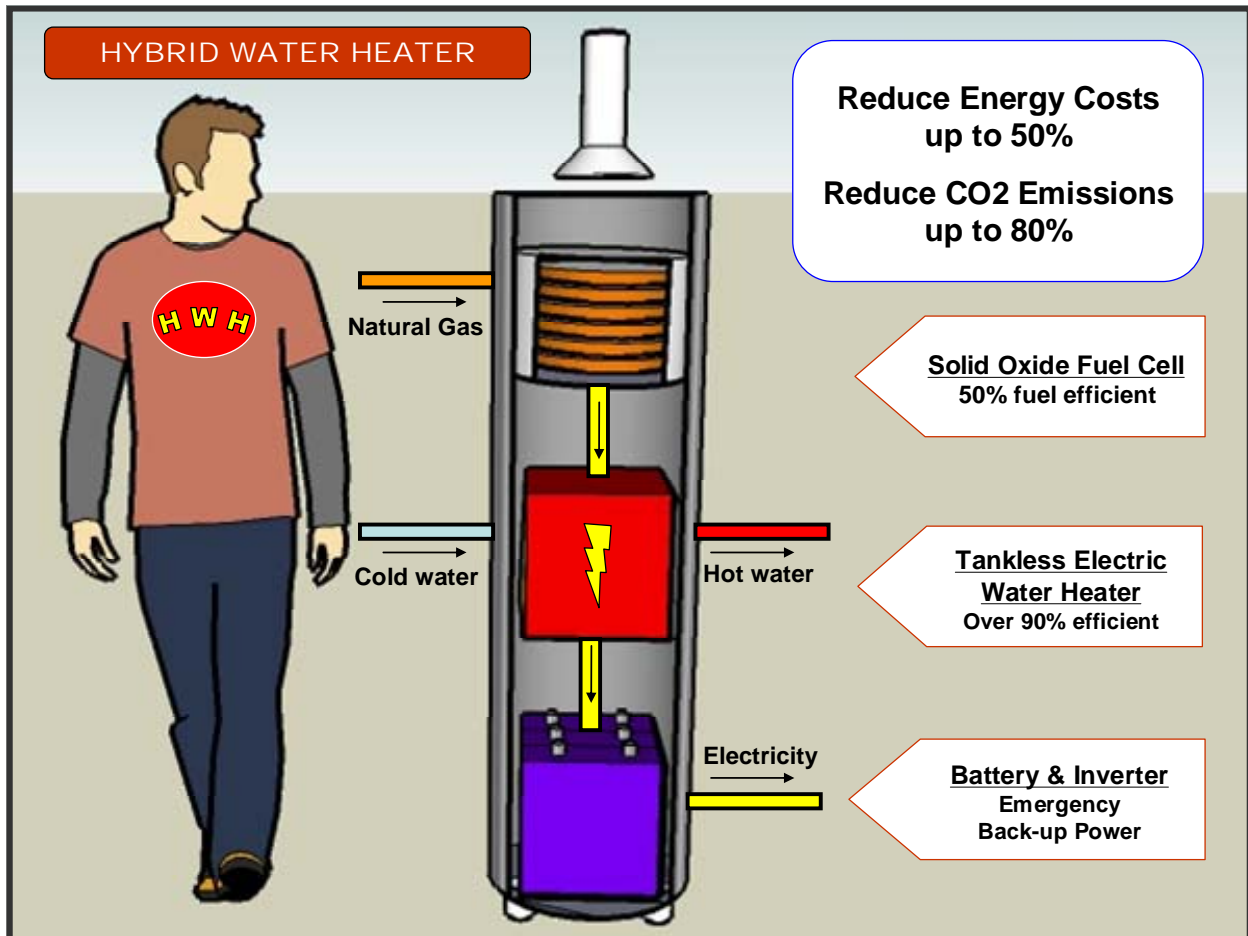 HYBRID WATER HEATER
Reduce Energy Costs
up to 50%
Reduce CO2 Emissions
up to 80%
HWH
Natural Gas
Solid Oxide Fuel Cell
50% fuel efficient
Cold water
Hot water
Tankless Electric
Water Heater
Over 90% efficient
Electricity
Battery & Inverter
Emergency
Back-up Power